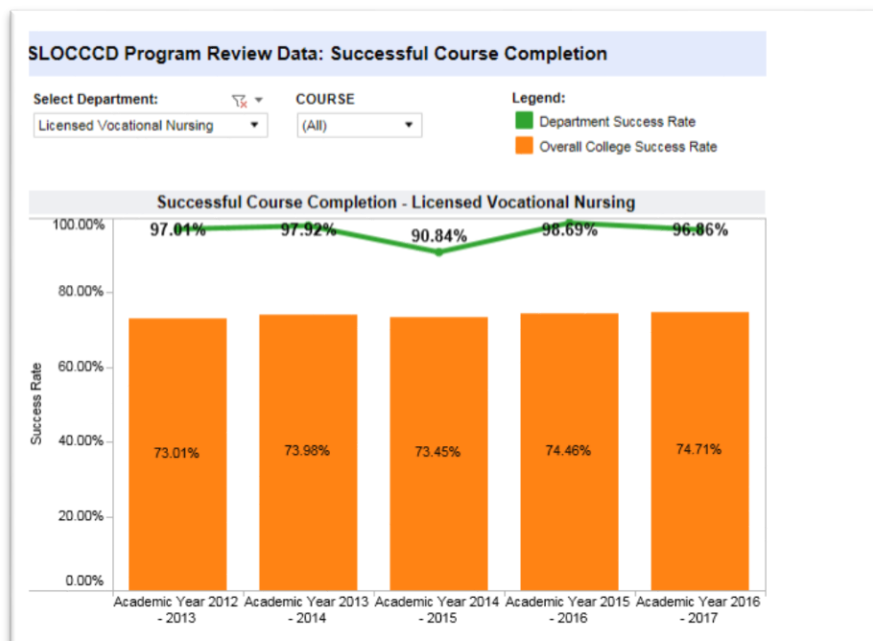 SLOCCCD Program Review Data: Successful Course Completion
Select Department:
COURSE
Legend:
Licensed Vocational Nursing
(All)
Department Success Rate
Overall College Success Rate
Successful Course Completion - Licensed Vocational Nursing
100.00%
97.01%
97.92%
90.84%
98.69%
96.86%
80.00%
60.00%
40.00%
20.00%
0.00%
Success Rate
73.01%
73.98%
73.45%
74.46%
74.71%
Academic Year 2012
- 2013
Academic Year 2013
- 2014
Academic Year 2014
- 2015
Academic Year 2015
- 2016
Academic Year 2016
- 2017